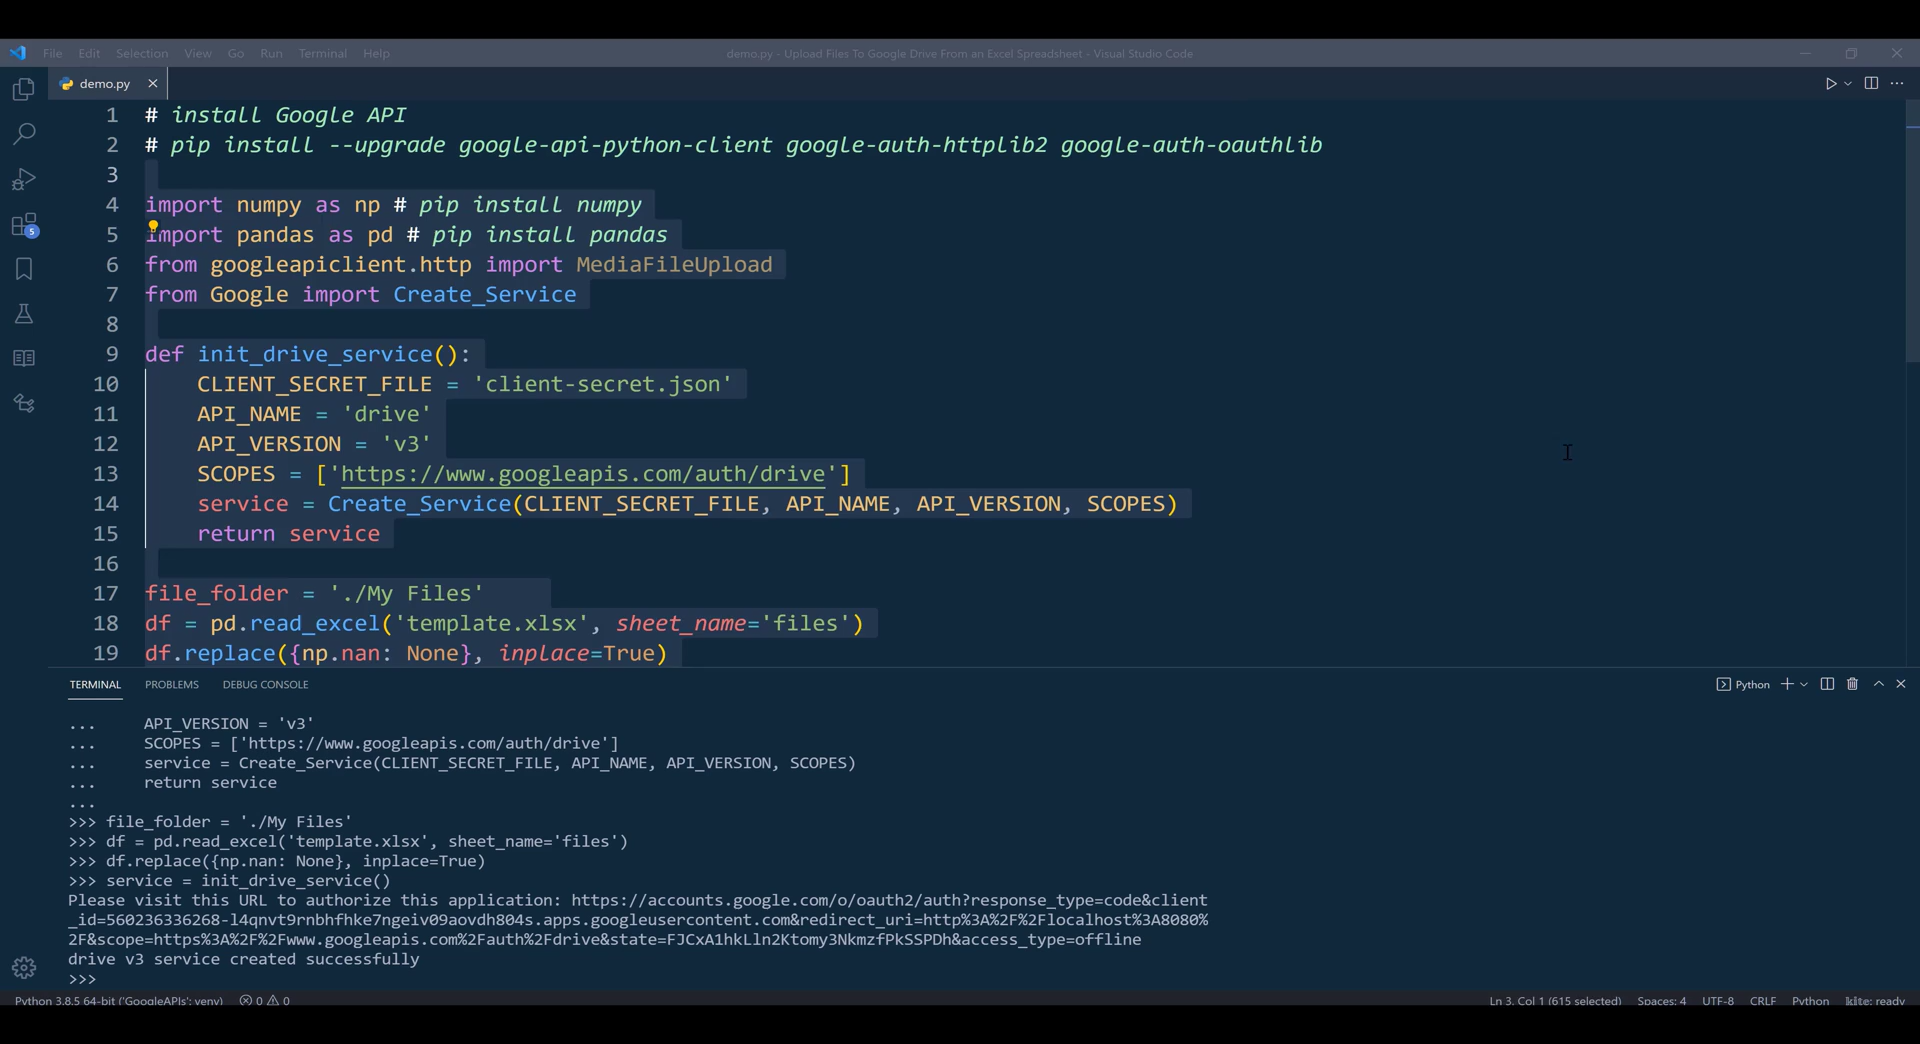 File Edit Selection View Go Run Terminal Help
demo.py - Upload Files To Google Drive From an Excel Spreadsheet - Visual Studio Code
demo.py
1 # install Google API
2 # pip install --upgrade google-api-python-client google-auth-httplib2 google-auth-oauthlib
3
4 import numpy as np # pip install numpy
5 import pandas as pd # pip install pandas
6 from googleapiclient.http import MediaFileUpload
7 from Google import Create_Service
8
9 def init_drive_service():
10 CLIENT_SECRET_FILE = 'client-secret.json'
11 API_NAME = 'drive'
12 API_VERSION = 'v3'
13 SCOPES = ['https://www.googleapis.com/auth/drive']
14 service = Create_Service(CLIENT_SECRET_FILE, API_NAME, API_VERSION, SCOPES)
15 return service
16
17 file_folder = './My Files'
18 df = pd.read_excel('template.xlsx', sheet_name='files')
19 df.replace({np.nan: None}, inplace=True)
5
TERMINAL PROBLEMS DEBUG CONSOLE
Python
... API_VERSION = 'v3'
... SCOPES = ['https://www.googleapis.com/auth/drive']
... service = Create_Service(CLIENT_SECRET_FILE, API_NAME, API_VERSION, SCOPES)
... return service
...
>>> file_folder = './My Files'
>>> df = pd.read_excel('template.xlsx', sheet_name='files')
>>> df.replace({np.nan: None}, inplace=True)
>>> service = init_drive_service()
Please visit this URL to authorize this application: https://accounts.google.com/o/oauth2/auth?response_type=code&client
_id=560236336268-l4qnvt9rnbhfhke7ngeiv09aovdh804s.apps.googleusercontent.com&redirect_uri=http%3A%2F%2Flocalhost%3A8080%
2F&scope=https%3A%2F%2Fwww.googleapis.com%2Fauth%2Fdrive&state=FJCxA1hkLln2Ktomy3NkmzfPkSSPDh&access_type=offline
drive v3 service created successfully
>>>
Python 3.8.5 64-bit ('GoogleAPIs': venv) 0 0
Ln 3, Col 1 (615 selected) Spaces: 4 UTF-8 CRLF Python kite: ready